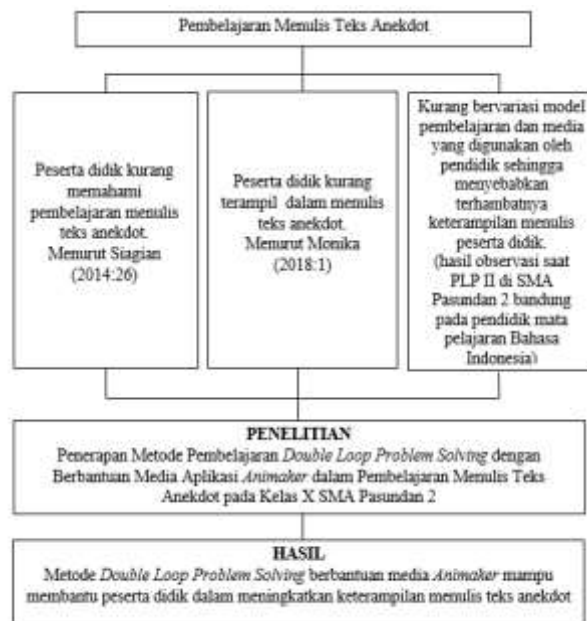 Pembelajaran Menulis Teks Anekdot
Peserta didik kurang
memahami
pembelajaran menulis
teks anekdot.
Menurut Siagian
(2014:26)
Peserta didik kurang
terampil dalam menulis
teks anekdot.
Menurut Monika
(2018:1)
Kurang bervariasi model
pembelajaran dan media
yang digunakan oleh
pendidik sehingga
menyebabkan
terhambatnya
keterampilan menulis
peserta didik.
(hasil observasi saat
PLP II di SMA
Pasundan 2 bandung
pada pendidik mata
pelajaran Bahasa
Indonesia)
PENELITIAN
Penerapan Metode Pembelajaran Double Loop Problem Solving dengan
Berbantuan Media Aplikasi Animaker dalam Pembelajaran Menulis Teks
Anekdot pada Kelas X SMA Pasundan 2
HASIL
Metode Double Loop Problem Solving berbantuan media Animaker mampu
membantu peserta didik dalam meningkatkan keterampilan menulis teks anekdot